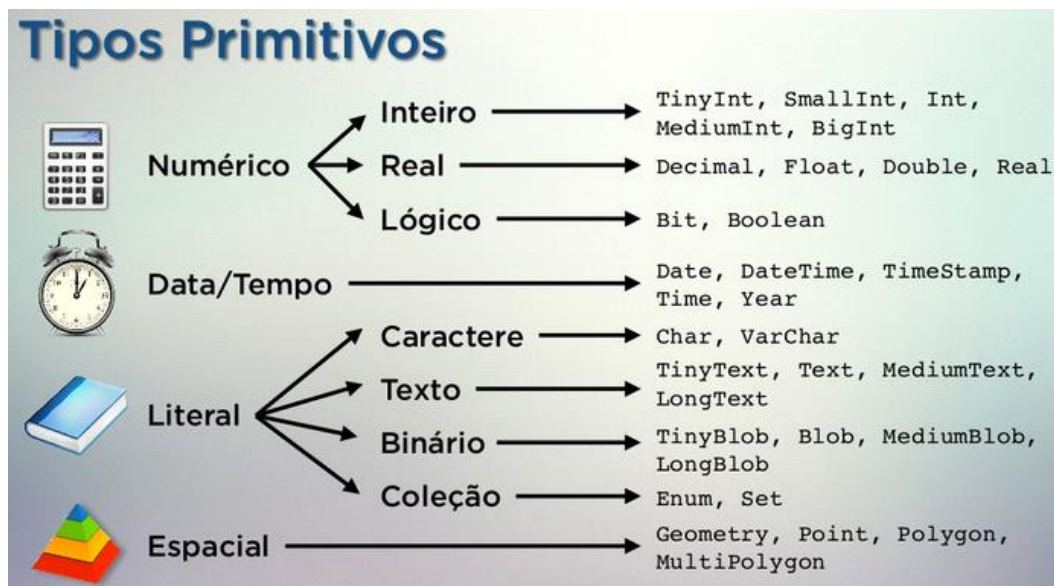 Tipos Primitivos
Numérico
Inteiro
TinyInt, SmallInt, Int,
MediumInt, BigInt
Real
Decimal, Float, Double, Real
Lógico
Bit, Boolean
Data/Tempo
Date, DateTime, TimeStamp,
Time, Year
Literal
Caractere
Char, VarChar
Texto
TinyText, Text, MediumText,
LongText
Binário
TinyBlob, Blob, MediumBlob,
LongBlob
Coleção
Enum, Set
Espacial
Geometry, Point, Polygon,
MultiPolygon